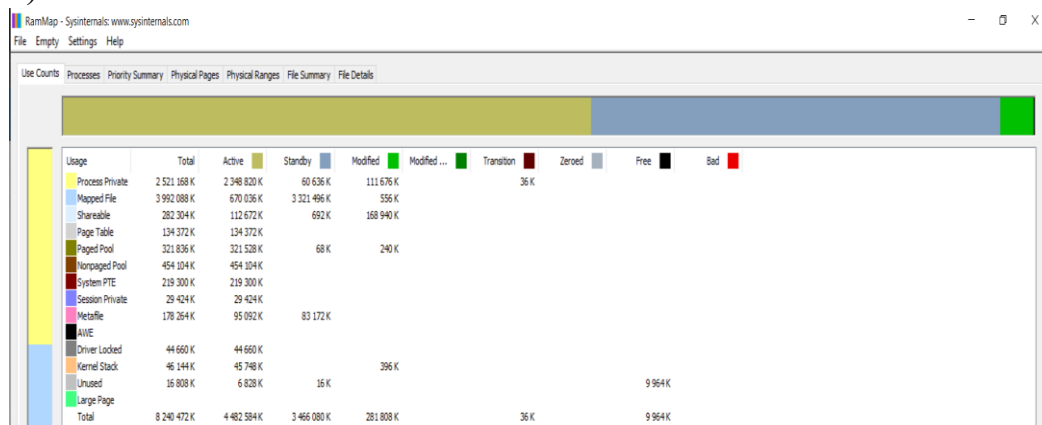 RamMap - Sysinternals: www.sysinternals.com
File Empty Settings Help
Use Counts Processes Priority Summary Physical Pages Physical Ranges File Summary File Details
Usage Total Active Standby Modified Modified ... Transition Zeroed Free Bad
Process Private 2 521 168 K 2 348 820 K 60 636 K 111 676 K 36 K
Mapped File 3 992 088 K 670 036 K 3 321 496 K 556 K
Shareable 282 304 K 112 672 K 692 K 168 940 K
Page Table 134 372 K 134 372 K
Paged Pool 321 836 K 321 528 K 68 K 240 K
Nonpaged Pool 454 104 K 454 104 K
System PTE 219 300 K 219 300 K
Session Private 29 424 K 29 424 K
Metafile 178 264 K 95 092 K 83 172 K
AWE
Driver Locked 44 660 K 44 660 K
Kernel Stack 46 144 K 45 748 K 396 K
Unused 16 808 K 6 828 K 16 K 9 964 K
Large Page
Total 8 240 472 K 4 482 584 K 3 466 080 K 281 808 K 36 K 9 964 K